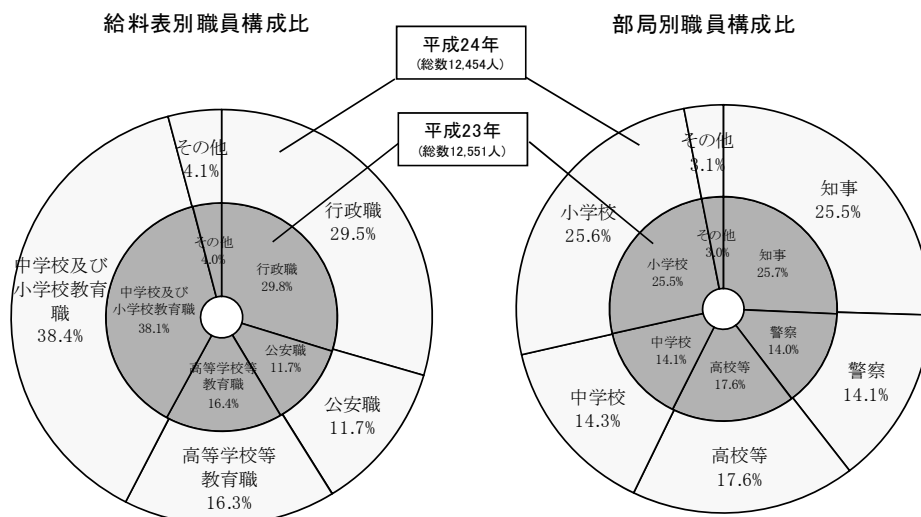 給料表別職員構成比
部局別職員構成比
平成24年
(総数12,454人)
平成23年
(総数12,551人)
その他
4.1%
行政職
29.5%
公安職
11.7%
高等学校等
教育職
16.3%
中学校及び
小学校教育
職
38.4%
その他
4.0%
行政職
29.8%
公安職
11.7%
高等学校等
教育職
16.4%
中学校及び
小学校教育職
38.1%
その他
3.1%
知事
25.5%
警察
14.1%
高校等
17.6%
中学校
14.3%
小学校
25.6%
その他
3.0%
知事
25.7%
警察
14.0%
高校等
17.6%
中学校
14.1%
小学校
25.5%